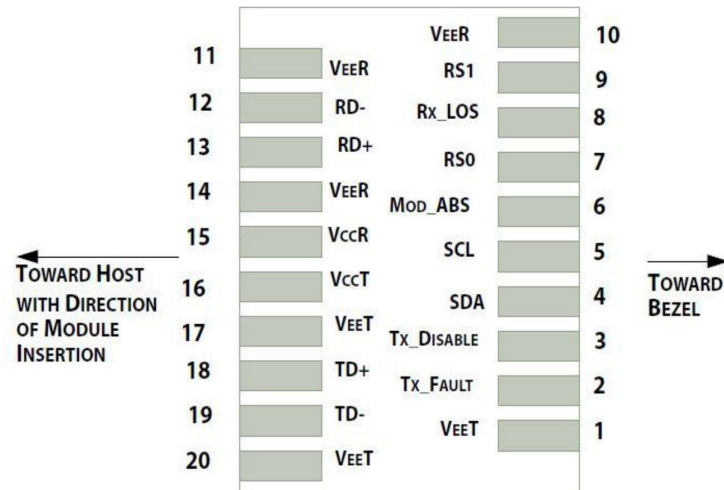 11 VEER
12 RD-
13 RD+
14 VEER
15 VCCR
16 VCCT
17 VEET
18 TD+
19 TD-
20 VEET
TOWARD HOST
WITH DIRECTION
OF MODULE
INSERTION
VEER 10
RS1 9
RX_LOS 8
RS0 7
MOD_ABS 6
SCL 5
SDA 4
TX_DISABLE 3
TX_FAULT 2
VEET 1
TOWARD
BEZEL